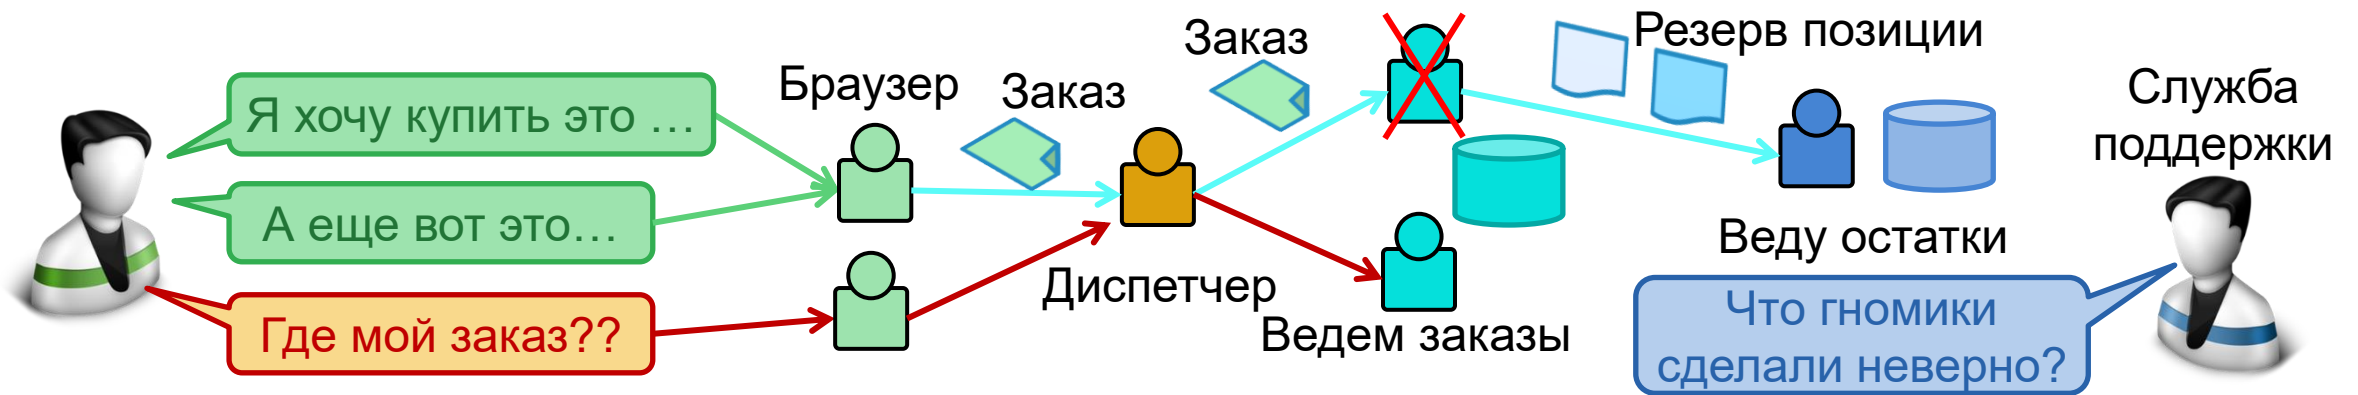 Я хочу купить это …
А еще вот это…
Где мой заказ??
Браузер
Заказ
Диспетчер
Заказ
Ведем заказы
Резерв позиции
Веду остатки
Служба
поддержки
Что гномики
сделали неверно?